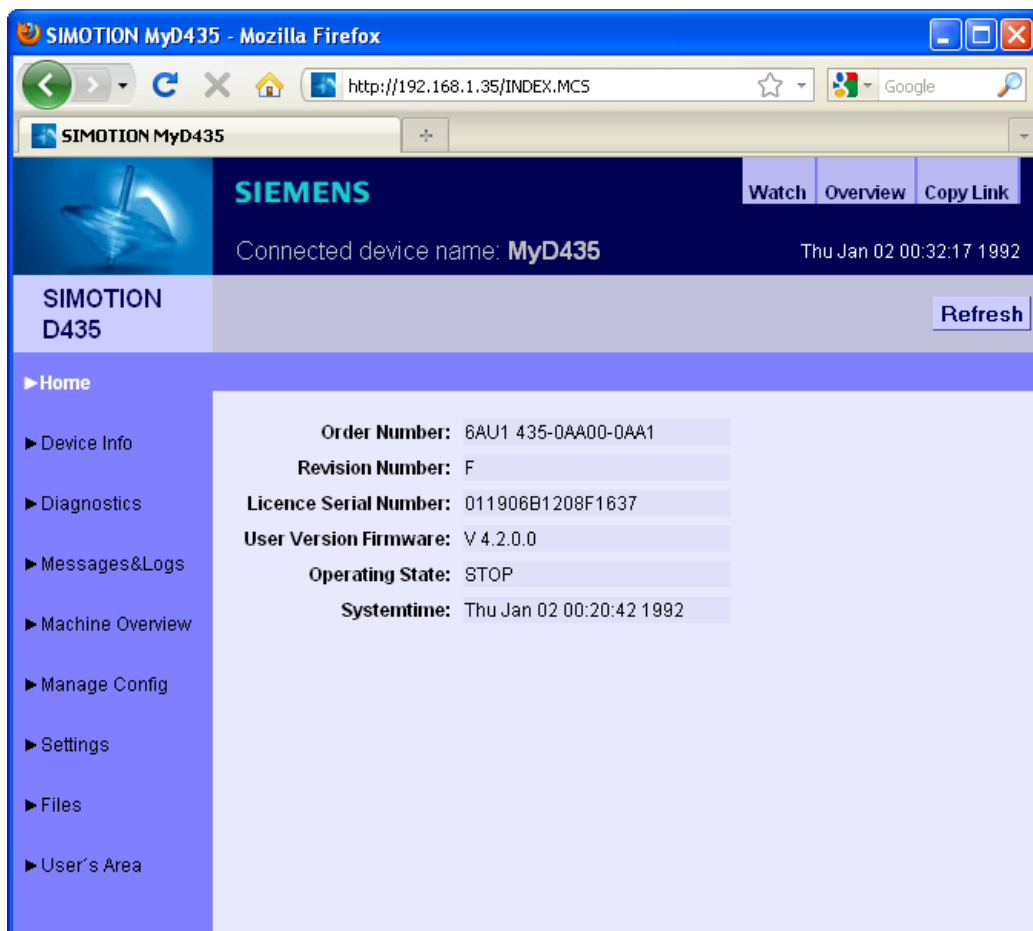 SIMOTION MyD435 - Mozilla Firefox
http://192.168.1.35/INDEX.MCS
Google
SIMOTION MyD435
SIEMENS
Watch Overview Copy Link
Connected device name: MyD435
Thu Jan 02 00:32:17 1992
SIMOTION
D435
Refresh
Home
Device Info
Diagnostics
Messages&Logs
Machine Overview
Manage Config
Settings
Files
User´s Area
Order Number: 6AU1 435-0AA00-0AA1
Revision Number: F
Licence Serial Number: 011906B1208F1637
User Version Firmware: V 4.2.0.0
Operating State: STOP
Systemtime: Thu Jan 02 00:20:42 1992